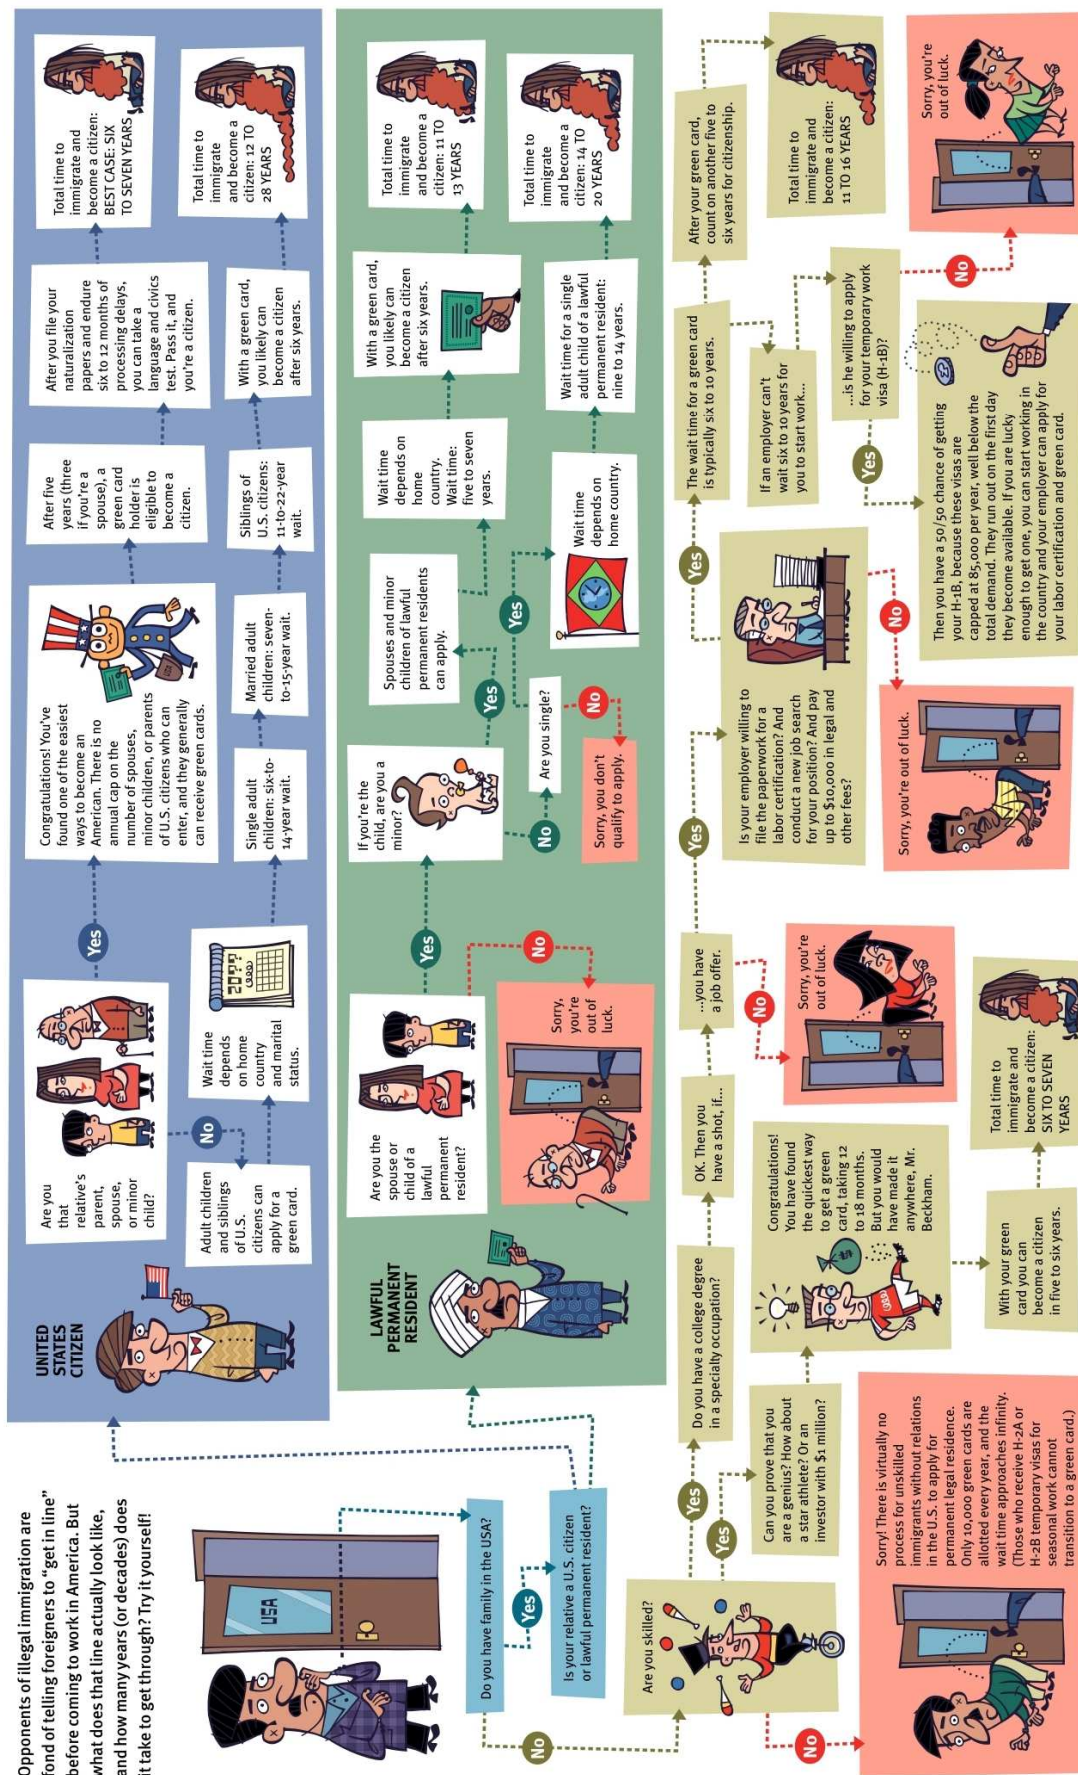 Opponents of illegal immigration are
fond of telling foreigners to “get in line”
before coming to work in America. But
what does that line actually look like,
and how many years (or decades) does
it take to get through? Try it yourself!
USA
Do you have family in the USA?
Yes
Is your relative a U.S. citizen
or lawful permanent resident?
No
UNITED
STATES
CITIZEN
Are you
that
relative's
parent,
spouse,
or minor
child?
Yes
Congratulations! You've
found one of the easiest
ways to become an
American. There is no
annual cap on the
number of spouses,
minor children, or parents
of U.S. citizens who can
enter, and they generally
can receive green cards.
After five
years (three
if you're a
spouse), a
green card
holder is
eligible to
become a
citizen.
After you file your
naturalization
papers and endure
six to 12 months of
processing delays,
you can take a
language and civics
test. Pass it, and
you're a citizen.
Total time to
immigrate and
become a citizen:
BEST CASE: SIX
TO SEVEN YEARS
No
Adult children
and siblings
of U.S.
citizens can
apply for a
green card.
Wait time
depends
on home
country
and marital
status.
20??
Single adult
children: six-to-
14-year wait.
Married adult
children: seven-
to-15-year wait.
Siblings of
U.S. citizens:
11-to-22-year
wait.
With a green card,
you likely can
become a citizen
after six years.
Total time to
immigrate
and become a
citizen: 12 TO
28 YEARS
LAWFUL
PERMANENT
RESIDENT
Are you the
spouse or
child of a
lawful
permanent
resident?
No
Sorry,
you're
out of
luck.
Yes
If you're the
child, are you a
minor?
Yes
Spouses and minor
children of lawful
permanent residents
can apply.
Wait time
depends on
home
country.
Wait time:
five to seven
years.
With a green card,
you likely can
become a citizen
after six years.
Total time to
immigrate
and become a
citizen: 11 TO
13 YEARS
No
Are you single?
No
Sorry, you don't
qualify to apply.
Yes
Wait time
depends on
home country.
Wait time for a single
adult child of a lawful
permanent resident:
nine to 14 years.
Total time to
immigrate
and become a
citizen: 14 TO
20 YEARS
Are you skilled?
No
Sorry! There is virtually no
process for unskilled
immigrants without relations
in the U.S. to apply for
permanent legal residence.
Only 10,000 green cards are
allotted every year, and the
wait time approaches infinity.
(Those who receive H-2A or
H-2B temporary visas for
seasonal work cannot
transition to a green card.)
Yes
Can you prove that you
are a genius? How about
a star athlete? Or an
investor with $1 million?
Congratulations!
You have found
the quickest way
to get a green
card, taking 12
to 18 months.
But you would
have made it
anywhere, Mr.
Beckham.
With your green
card you can
become a citizen
in five to six years.
Total time to
immigrate and
become a citizen:
SIX TO SEVEN
YEARS
Yes
Do you have a college degree
in a specialty occupation?
OK. Then you
have a shot, if...
...you have
a job offer.
No
Sorry, you're
out of luck.
Yes
Is your employer willing to
file the paperwork for a
labor certification? And
conduct a new job search
for your position? And pay
up to $10,000 in legal and
other fees?
No
Sorry, you're out of luck.
Yes
The wait time for a green card
is typically six to 10 years.
After your green card,
count on another five to
six years for citizenship.
Total time to
immigrate and
become a citizen:
11 TO 16 YEARS
If an employer can't
wait six to 10 years for
you to start work...
...is he willing to apply
for your temporary work
visa (H-1B)?
No
Sorry, you're
out of luck.
Yes
Then you have a 50/50 chance of getting
your H-1B, because these visas are
capped at 85,000 per year, well below the
total demand. They run out on the first day
they become available. If you are lucky
enough to get one, you can start working in
the country and your employer can apply for
your labor certification and green card.